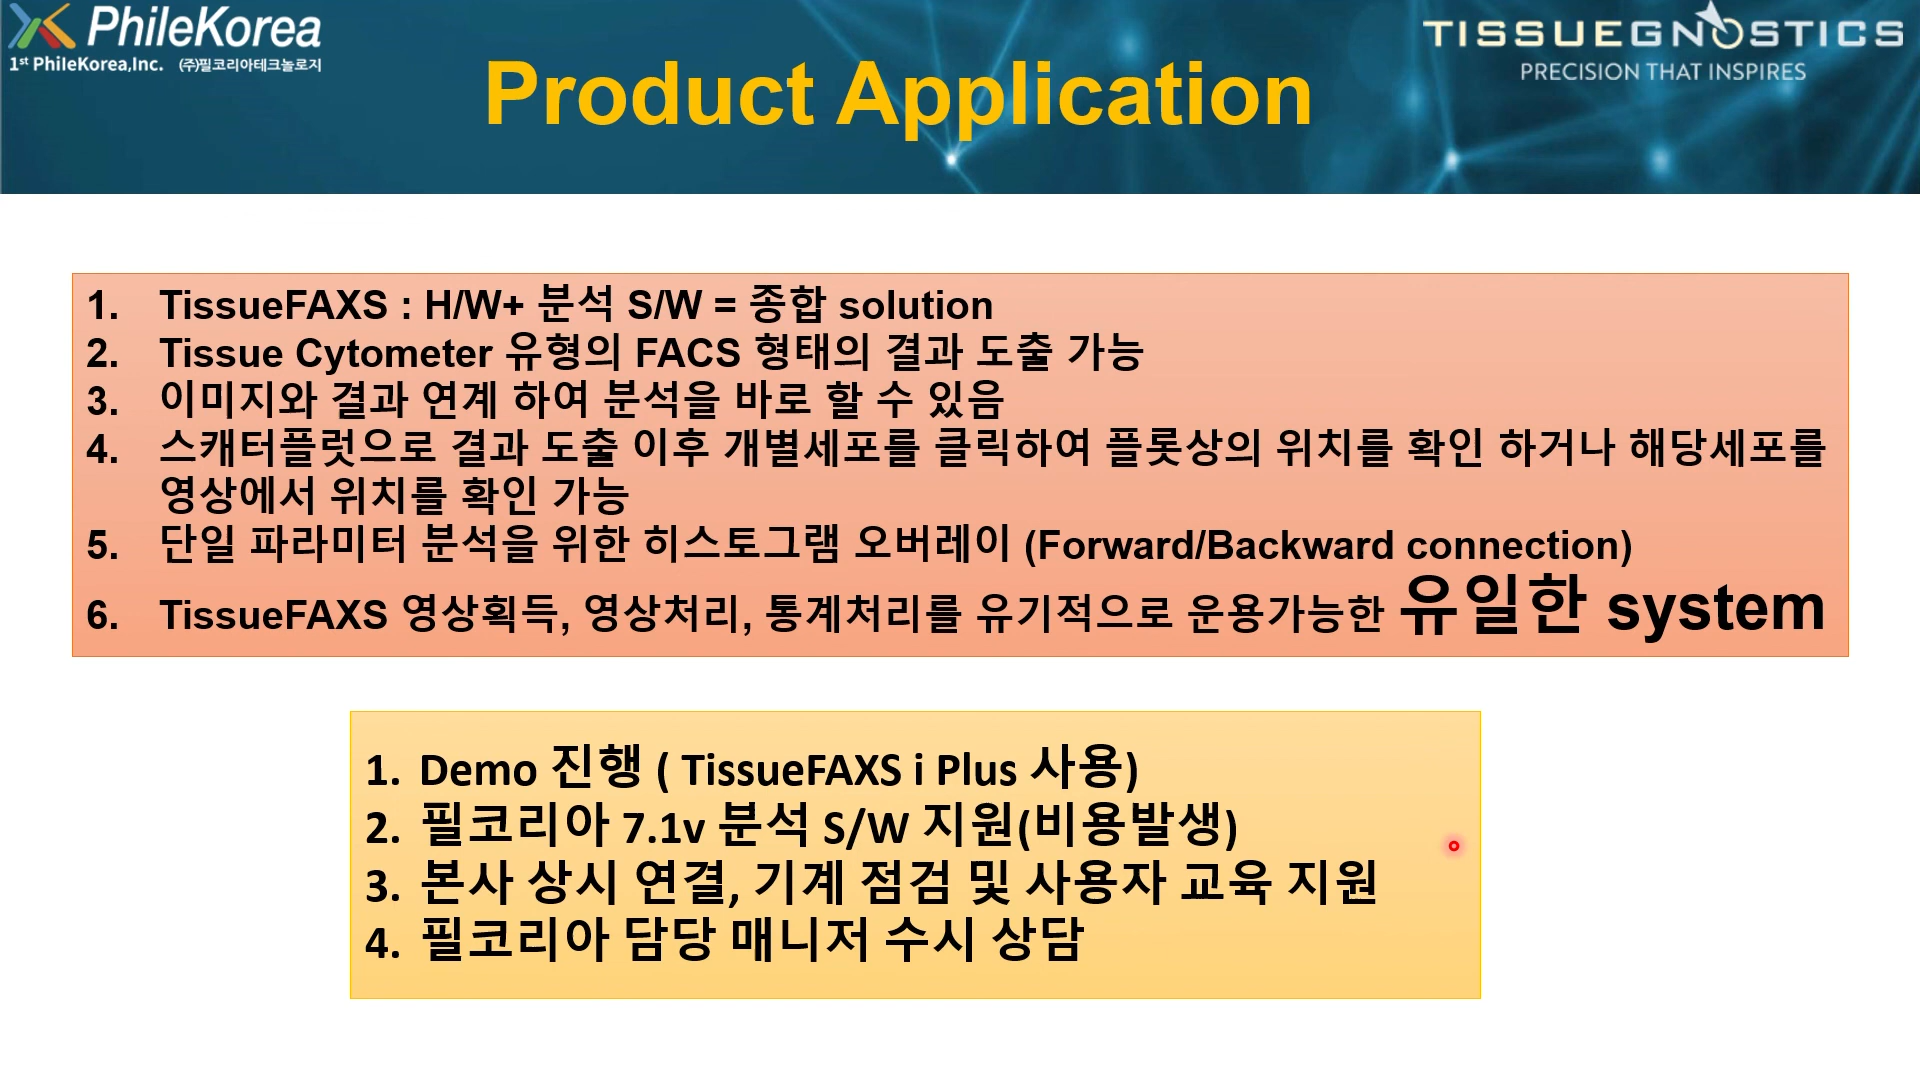 PhileKorea
1st PhileKorea,Inc. (주)필코리아테크놀로지
TISSUEGNOSTICS
PRECISION THAT INSPIRES
Product Application
1. TissueFAXS : H/W+ 분석 S/W = 종합 solution
2. Tissue Cytometer 유형의 FACS 형태의 결과 도출 가능
3. 이미지와 결과 연계 하여 분석을 바로 할 수 있음
4. 스캐터플럿으로 결과 도출 이후 개별세포를 클릭하여 플롯상의 위치를 확인 하거나 해당세포를
영상에서 위치를 확인 가능
5. 단일 파라미터 분석을 위한 히스토그램 오버레이 (Forward/Backward connection)
6. TissueFAXS 영상획득, 영상처리, 통계처리를 유기적으로 운용가능한 유일한 system
1. Demo 진행 ( TissueFAXS i Plus 사용)
2. 필코리아 7.1v 분석 S/W 지원(비용발생)
3. 본사 상시 연결, 기계 점검 및 사용자 교육 지원
4. 필코리아 담당 매니저 수시 상담